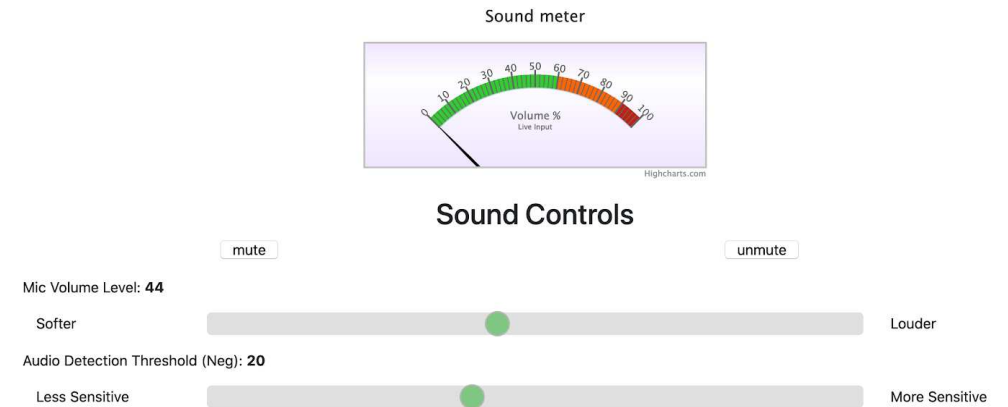 Sound meter
0 10 20 30 40 50 60 70 80 90 100
Volume %
Live Input
Highcharts.com
Sound Controls
mute unmute
Mic Volume Level: 44
Softer Louder
Audio Detection Threshold (Neg): 20
Less Sensitive More Sensitive